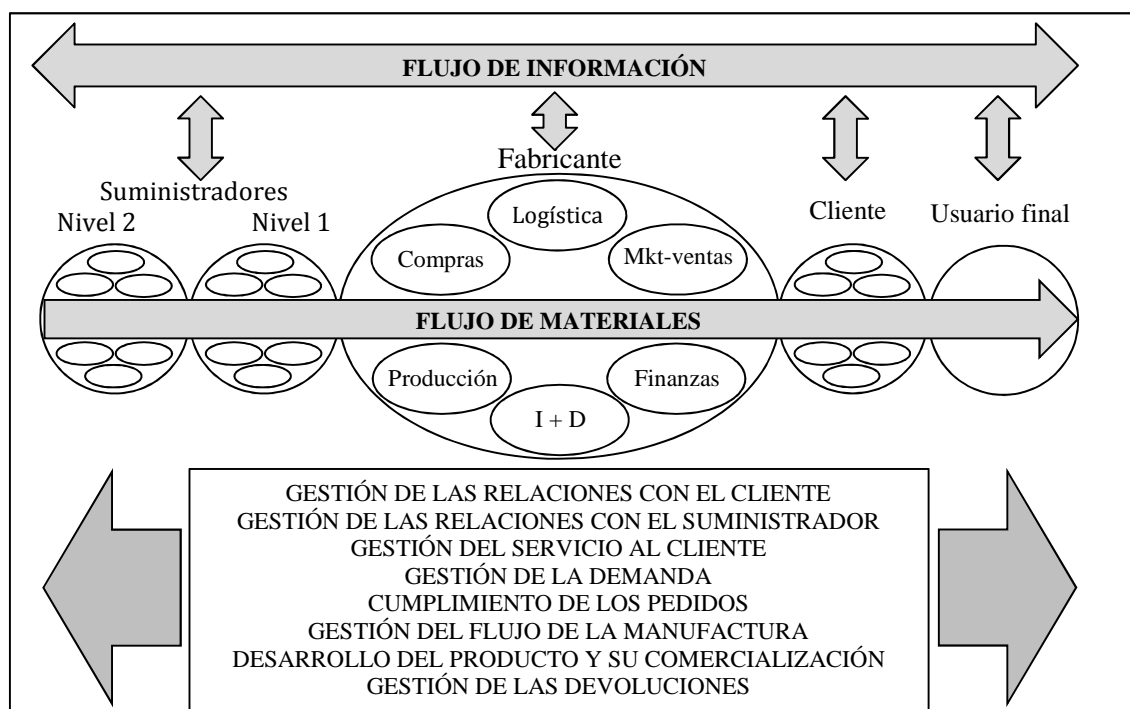 FLUJO DE INFORMACIÓN
Fabricante
Suministradores
Nivel 2
Nivel 1
Cliente
Usuario final
Logística
Compras
Mkt-ventas
FLUJO DE MATERIALES
Producción
Finanzas
I + D
GESTIÓN DE LAS RELACIONES CON EL CLIENTE
GESTIÓN DE LAS RELACIONES CON EL SUMINISTRADOR
GESTIÓN DEL SERVICIO AL CLIENTE
GESTIÓN DE LA DEMANDA
CUMPLIMIENTO DE LOS PEDIDOS
GESTIÓN DEL FLUJO DE LA MANUFACTURA
DESARROLLO DEL PRODUCTO Y SU COMERCIALIZACIÓN
GESTIÓN DE LAS DEVOLUCIONES